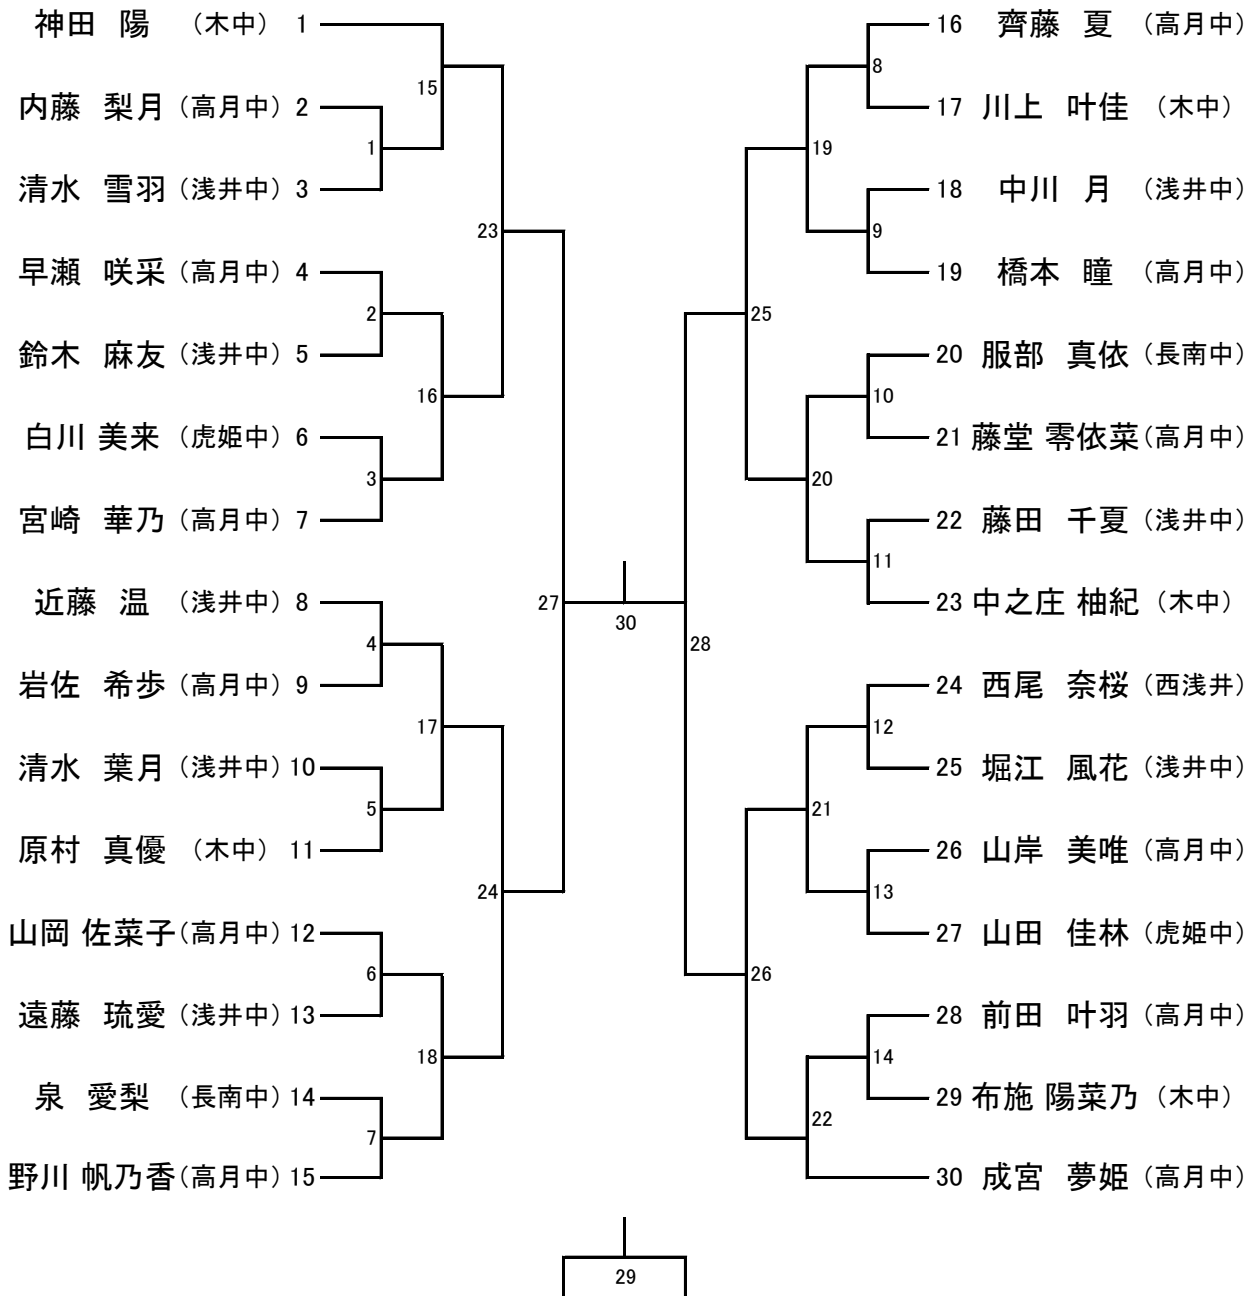 神田 陽 （木中） 1
内藤 梨月（高月中） 2
清水 雪羽（浅井中） 3
早瀬 咲采（高月中） 4
鈴木 麻友（浅井中） 5
白川 美来（虎姫中） 6
宮崎 華乃（高月中） 7
近藤 温 （浅井中） 8
岩佐 希歩（高月中） 9
清水 葉月（浅井中） 10
原村 真優 （木中） 11
山岡 佐菜子（高月中） 12
遠藤 琉愛（浅井中） 13
泉 愛梨 （長南中） 14
野川 帆乃香（高月中） 15
1
2
3
4
5
6
7
15
16
17
18
23
24
27
30
28
25
26
19
20
21
22
8
9
10
11
12
13
14
16 齊藤 夏 （高月中）
17 川上 叶佳 （木中）
18 中川 月 （浅井中）
19 橋本 瞳 （高月中）
20 服部 真依（長南中）
21 藤堂 零依菜（高月中）
22 藤田 千夏（浅井中）
23 中之庄 柚紀（木中）
24 西尾 奈桜（西浅井）
25 堀江 風花（浅井中）
26 山岸 美唯（高月中）
27 山田 佳林（虎姫中）
28 前田 叶羽（高月中）
29 布施 陽菜乃（木中）
30 成宮 夢姫（高月中）
29